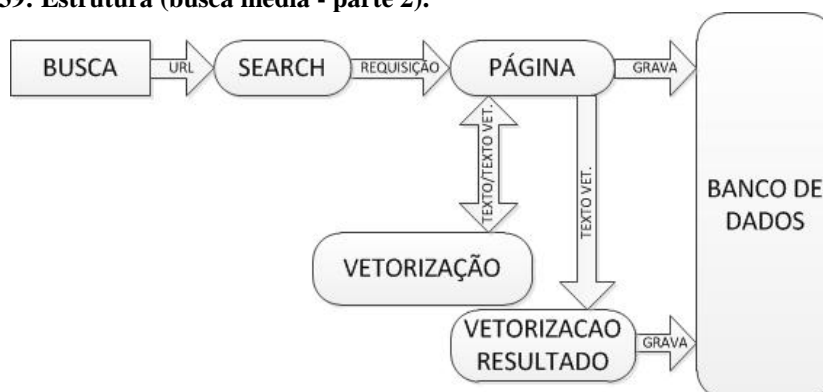 39: Estrutura (busca média - parte 2).
BUSCA
URL
SEARCH
REQUISIÇÃO
PÁGINA
GRAVA
TEXTO/TEXTO VET.
TEXTO VET.
BANCO DE
DADOS
VETORIZAÇÃO
VETORIZACAO
RESULTADO
GRAVA